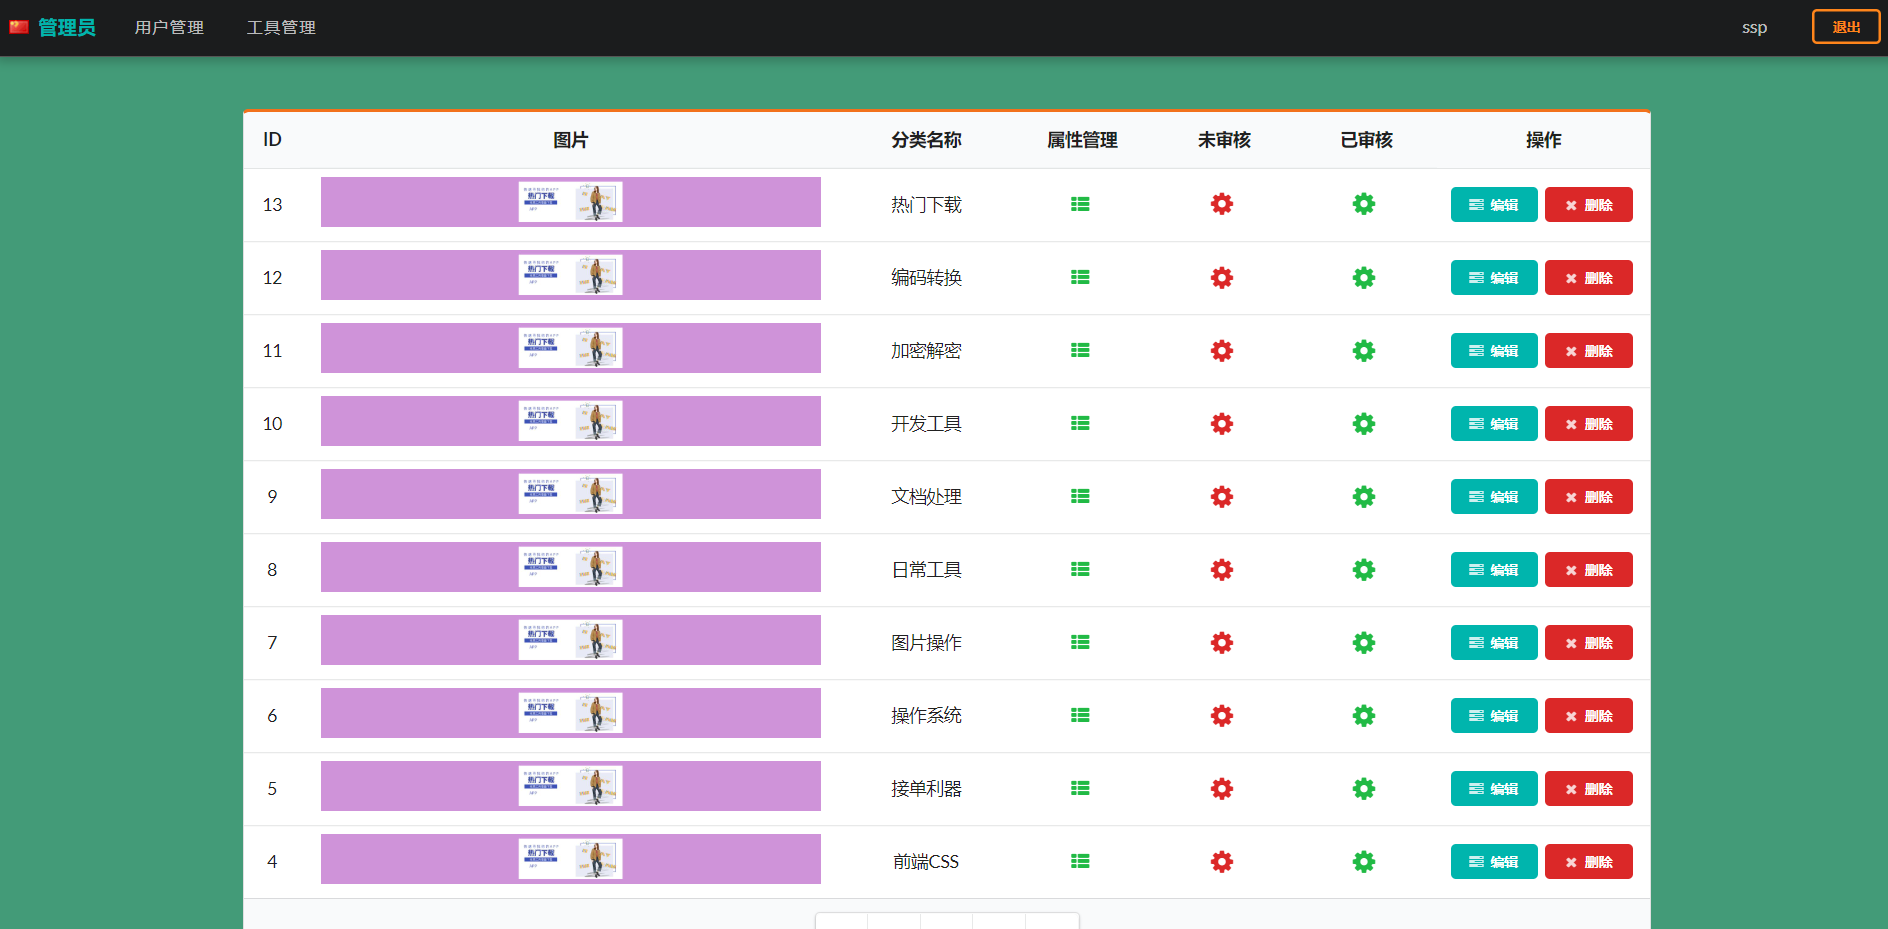 管理员 用户管理 工具管理 ssp 退出
ID 图片 分类名称 属性管理 未审核 已审核 操作
13 热门下载 热门下载 编辑 删除
12 热门下载 编码转换 编辑 删除
11 热门下载 加密解密 编辑 删除
10 热门下载 开发工具 编辑 删除
9 热门下载 文档处理 编辑 删除
8 热门下载 日常工具 编辑 删除
7 热门下载 图片操作 编辑 删除
6 热门下载 操作系统 编辑 删除
5 热门下载 接单利器 编辑 删除
4 热门下载 前端CSS 编辑 删除